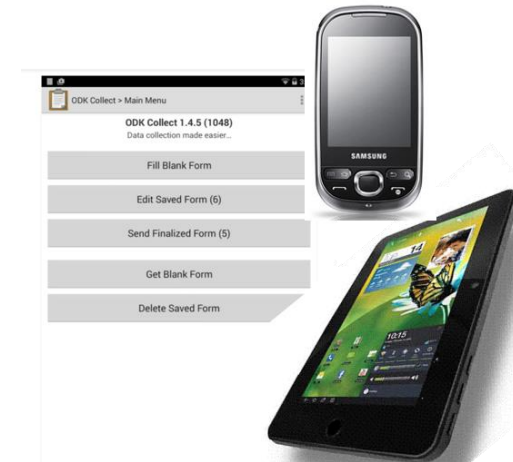 ODK Collect > Main Menu
ODK Collect 1.4.5 (1048)
Data collection made easier...
Fill Blank Form
Edit Saved Form (6)
Send Finalized Form (5)
Get Blank Form
Delete Saved Form
SAMSUNG
14
10:15